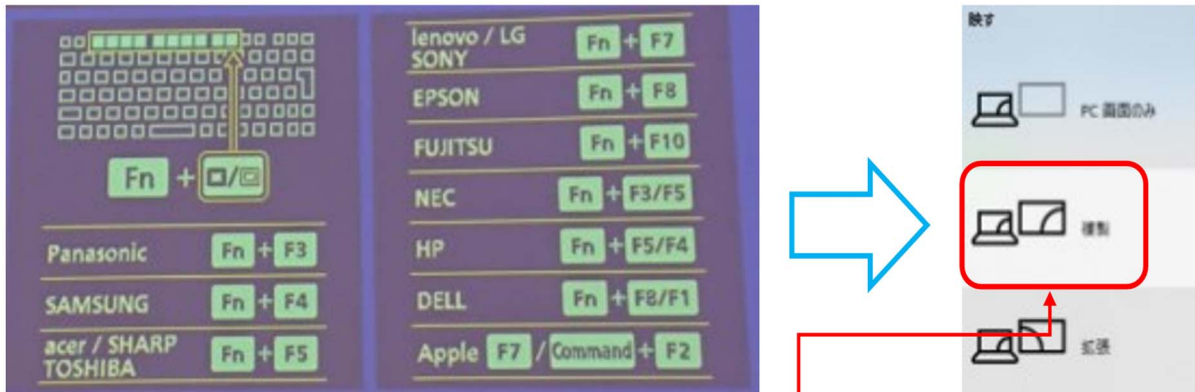 Fn + 
Panasonic Fn + F3
SAMSUNG Fn + F4
acer / SHARP
TOSHIBA Fn + F5
lenovo / LG
SONY Fn + F7
EPSON Fn + F8
FUJITSU Fn + F10
NEC Fn + F3/F5
HP Fn + F5/F4
DELL Fn + F8/F1
Apple F7 / Command + F2
映す
PC 画面のみ
複製
拡張